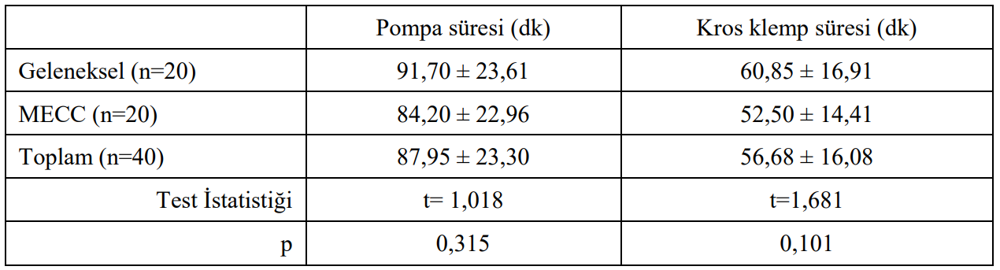 Pompa süresi (dk) Kros klemp süresi (dk)
Geleneksel (n=20) 91,70 ± 23,61 60,85 ± 16,91
MECC (n=20) 84,20 ± 22,96 52,50 ± 14,41
Toplam (n=40) 87,95 ± 23,30 56,68 ± 16,08
Test İstatistiği t= 1,018 t=1,681
p 0,315 0,101